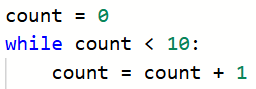 count = 0
while count < 10:
    count = count + 1